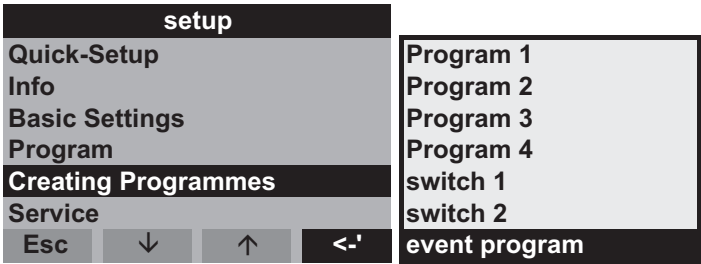 setup
Quick-Setup
Info
Basic Settings
Program
Creating Programmes
Service
Esc ↓ ↑ <-'
Program 1
Program 2
Program 3
Program 4
switch 1
switch 2
event program